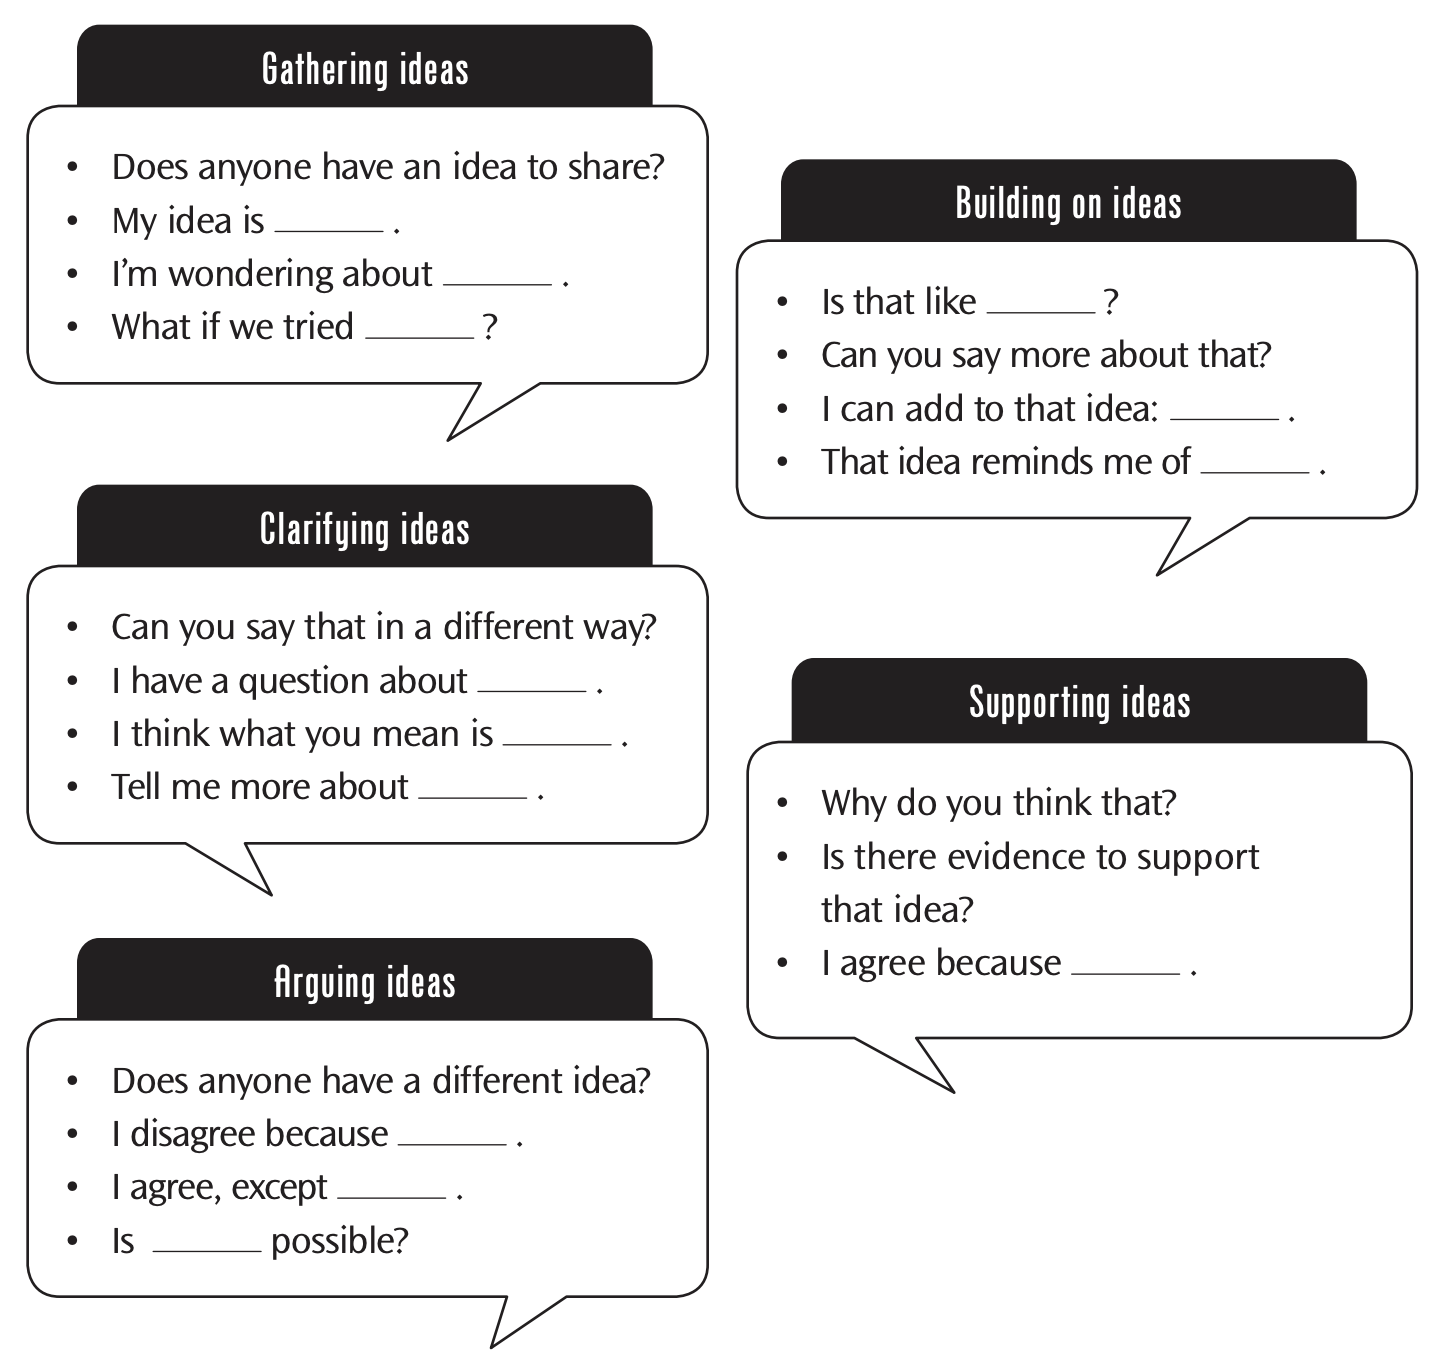 Gathering ideas
• Does anyone have an idea to share?
• My idea is ______ .
• I’m wondering about ______ .
• What if we tried ______ ?
Clarifying ideas
• Can you say that in a different way?
• I have a question about ______ .
• I think what you mean is ______ .
• Tell me more about ______ .
Arguing ideas
• Does anyone have a different idea?
• I disagree because ______ .
• I agree, except ______ .
• Is ______ possible?
Building on ideas
• Is that like ______ ?
• Can you say more about that?
• I can add to that idea: ______ .
• That idea reminds me of ______ .
Supporting ideas
• Why do you think that?
• Is there evidence to support
that idea?
• I agree because ______ .